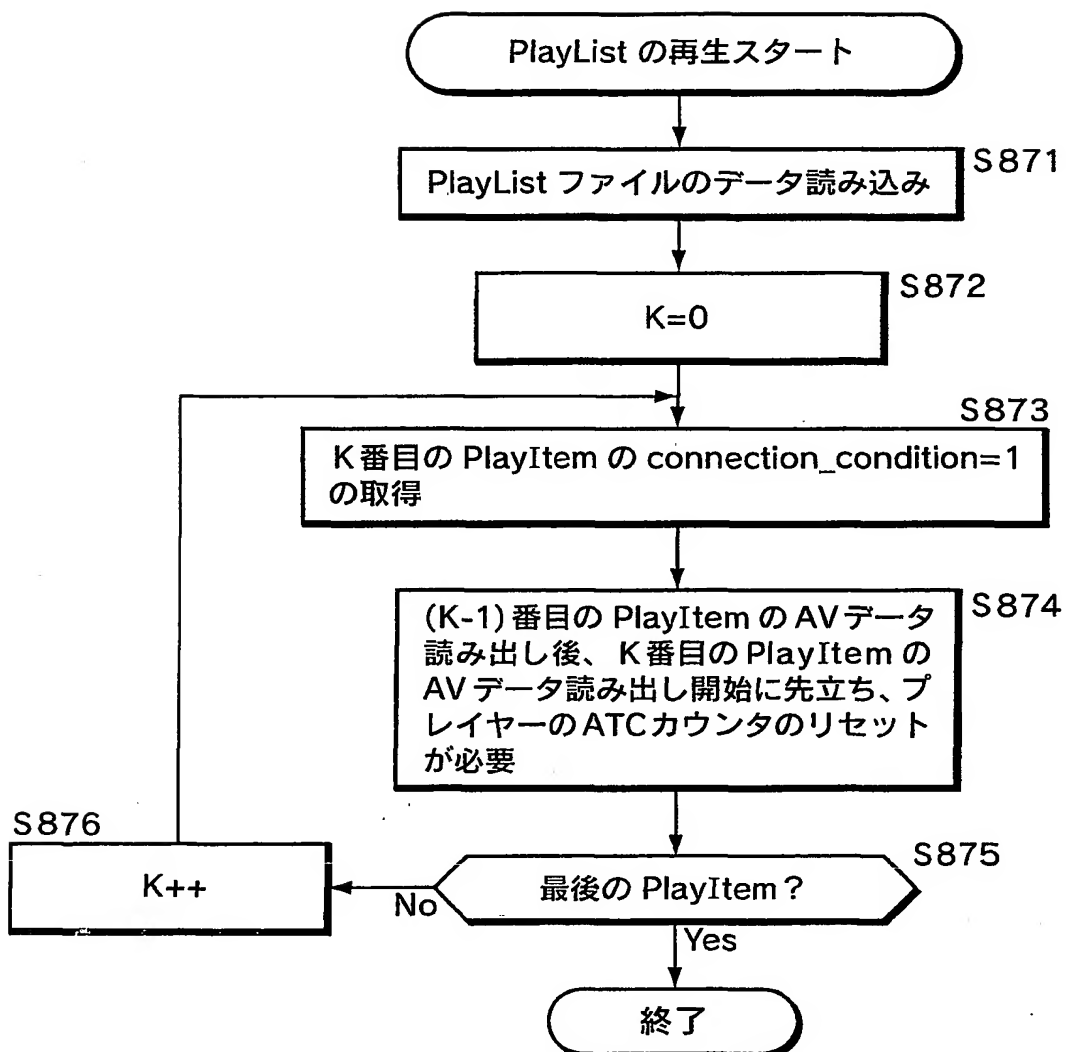 PlayList の再生スタート
S871
PlayList ファイルのデータ読み込み
S872
K=0
S873
K番目の PlayItem の connection_condition=1
の取得
S874
(K-1)番目の PlayItem の AVデータ
読み出し後、K番目の PlayItem の
AVデータ読み出し開始に先立ち、プ
レイヤーのATCカウンタのリセット
が必要
S876
K++
S875
最後の PlayItem？
No
Yes
終了